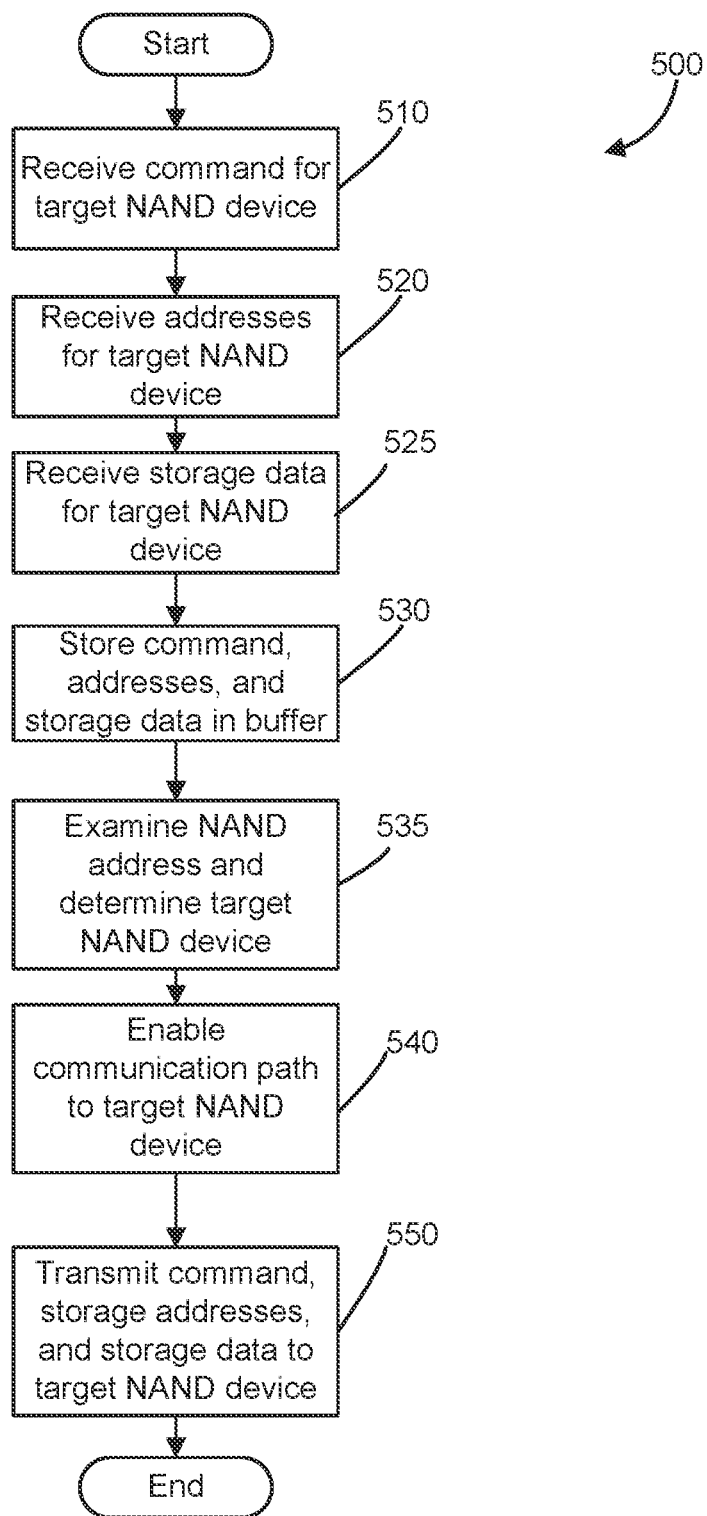 Start
500
510
Receive command for
target NAND device
520
Receive addresses
for target NAND
device
525
Receive storage data
for target NAND
device
530
Store command,
addresses, and
storage data in buffer
535
Examine NAND
address and
determine target
NAND device
540
Enable
communication path
to target NAND
device
550
Transmit command,
storage addresses,
and storage data to
target NAND device
End